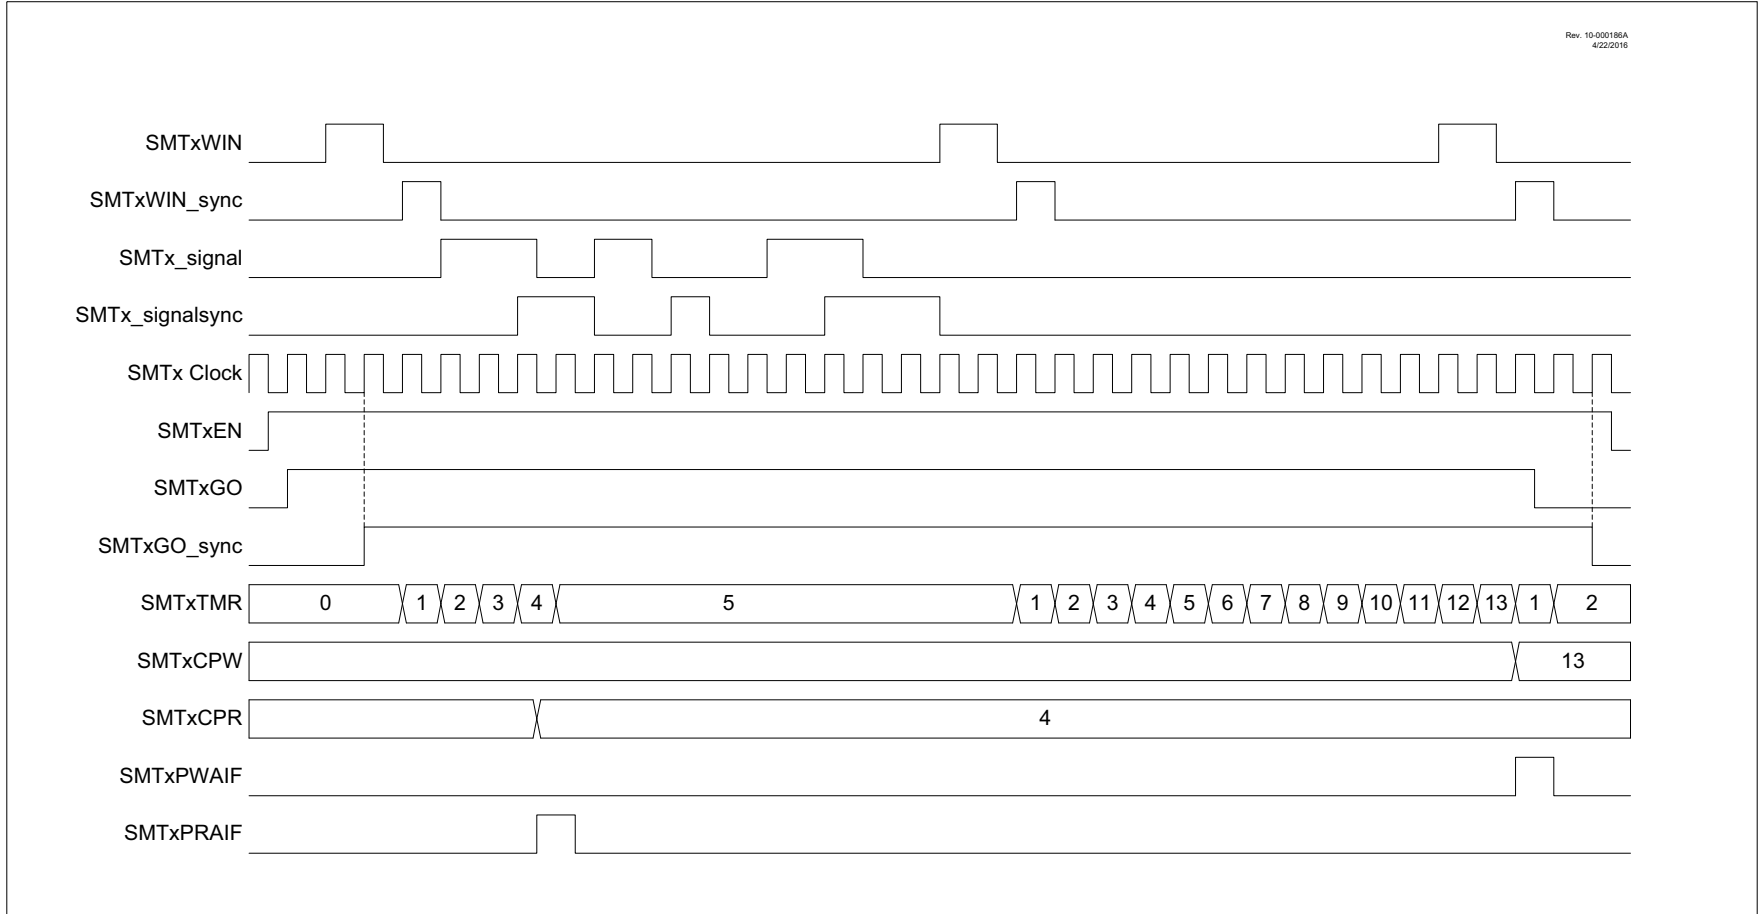 Rev. 10-000186A
4/22/2016
SMTxWIN
SMTxWIN_sync
SMTx_signal
SMTx_signalsync
SMTx Clock
SMTxEN
SMTxGO
SMTxGO_sync
SMTxTMR 0 1 2 3 4 5 1 2 3 4 5 6 7 8 9 10 11 12 13 1 2
SMTxCPW 13
SMTxCPR 4
SMTxPWAIF
SMTxPRAIF